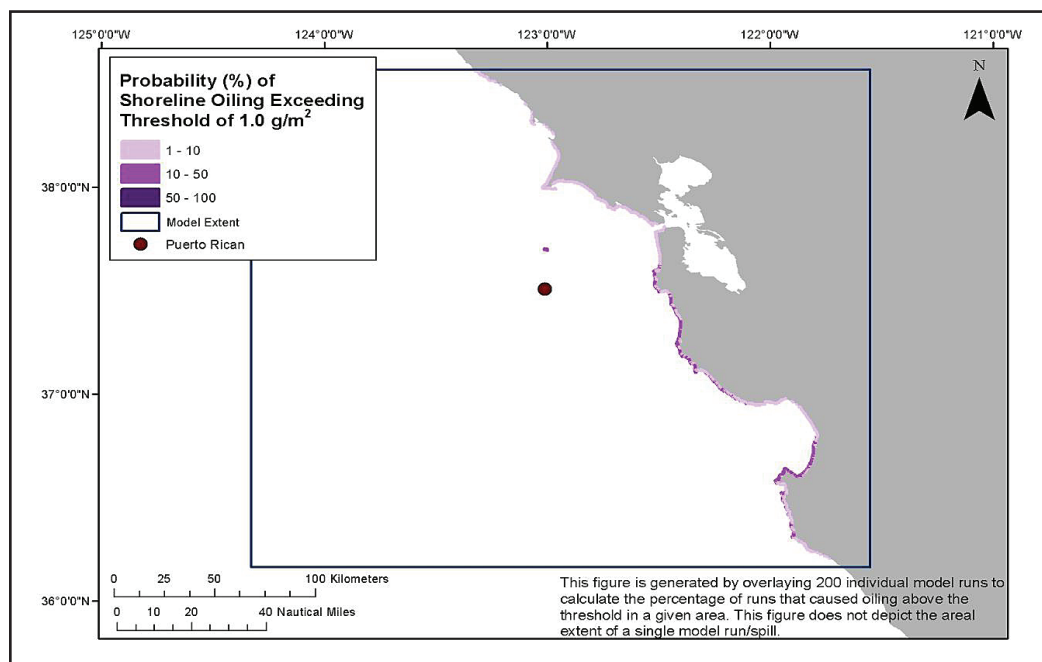 125°0'0"W 124°0'0"W 123°0'0"W 122°0'0"W 121°0'0"W
Probability (%) of
Shoreline Oiling Exceeding
Threshold of 1.0 g/m²
1 - 10
10 - 50
50 - 100
Model Extent
Puerto Rican
N
38°0'0"N
37°0'0"N
36°0'0"N
0 25 50 100 Kilometers
0 10 20 40 Nautical Miles
This figure is generated by overlaying 200 individual model runs to
calculate the percentage of runs that caused oiling above the
threshold in a given area. This figure does not depict the areal
extent of a single model run/spill.